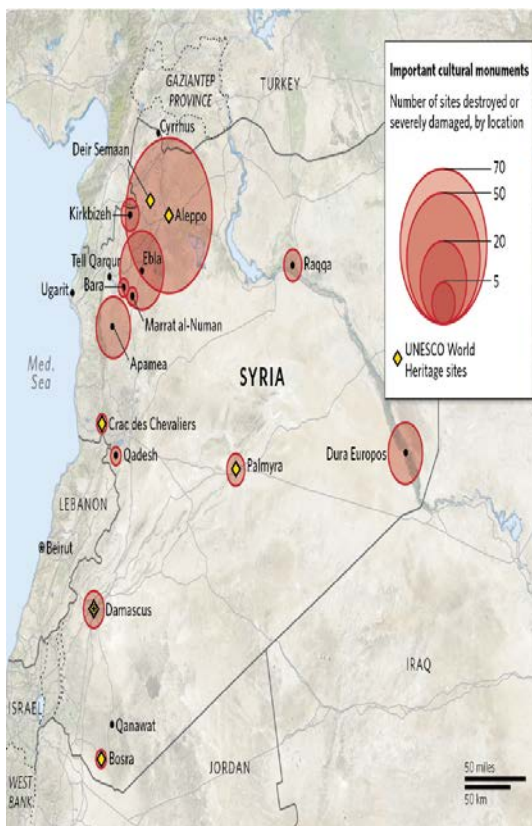 GAZIANTEP
PROVINCE
TURKEY
Cyrrhus
Deir Semaan
Kirkbizeh
Aleppo
Tell Qarqur
Ebla
Bara
Ugarit
Marrat al-Numan
Apamea
Raqqa
Med.
Sea
SYRIA
Crac des Chevaliers
Qadesh
Palmyra
Dura Europos
LEBANON
Beirut
Damascus
IRAQ
ISRAEL
Qanawat
Bosra
JORDAN
WEST
BANK
Important cultural monuments
Number of sites destroyed or
severely damaged, by location
70
50
20
5
UNESCO World
Heritage sites
50 miles
50 km